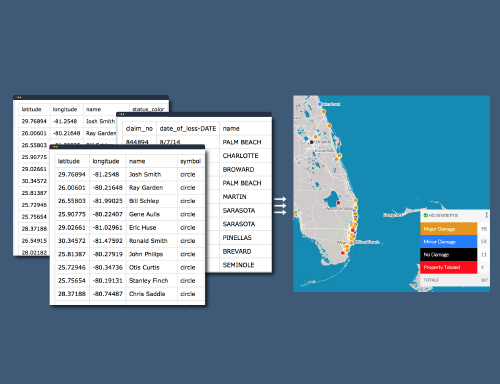 latitude longitude name status_color
29.76894 -81.2548 Josh Smith
26.00601 -80.21648 Ray Garden
26.55803
25.90775
29.02661
30.34572
25.81387
25.72946
25.75654
28.37188
26.54915
28.02182
claim_no date_of_loss-DATE name
844894 8/7/14 PALM BEACH
CHARLOTTE
BROWARD
PALM BEACH
MARTIN
SARASOTA
SARASOTA
PINELLAS
BREVARD
SEMINOLE
latitude longitude name symbol
29.76894 -81.2548 Josh Smith circle
26.00601 -80.21648 Ray Garden circle
26.55803 -81.99025 Bill Schlep circle
25.90775 -80.22407 Gene Aulls circle
29.02661 -81.02961 Eric Huse circle
30.34572 -81.47592 Ronald Smith circle
25.81387 -80.27919 John Philips circle
25.72946 -80.34736 Otis Curtis circle
25.75654 -80.19131 Stanley Finch circle
28.37188 -80.74487 Chris Saddle circle
Orlando
Freeport
Major Damage 98
Minor Damage 54
No Damage 11
Property Totaled 4
TOTALS 167